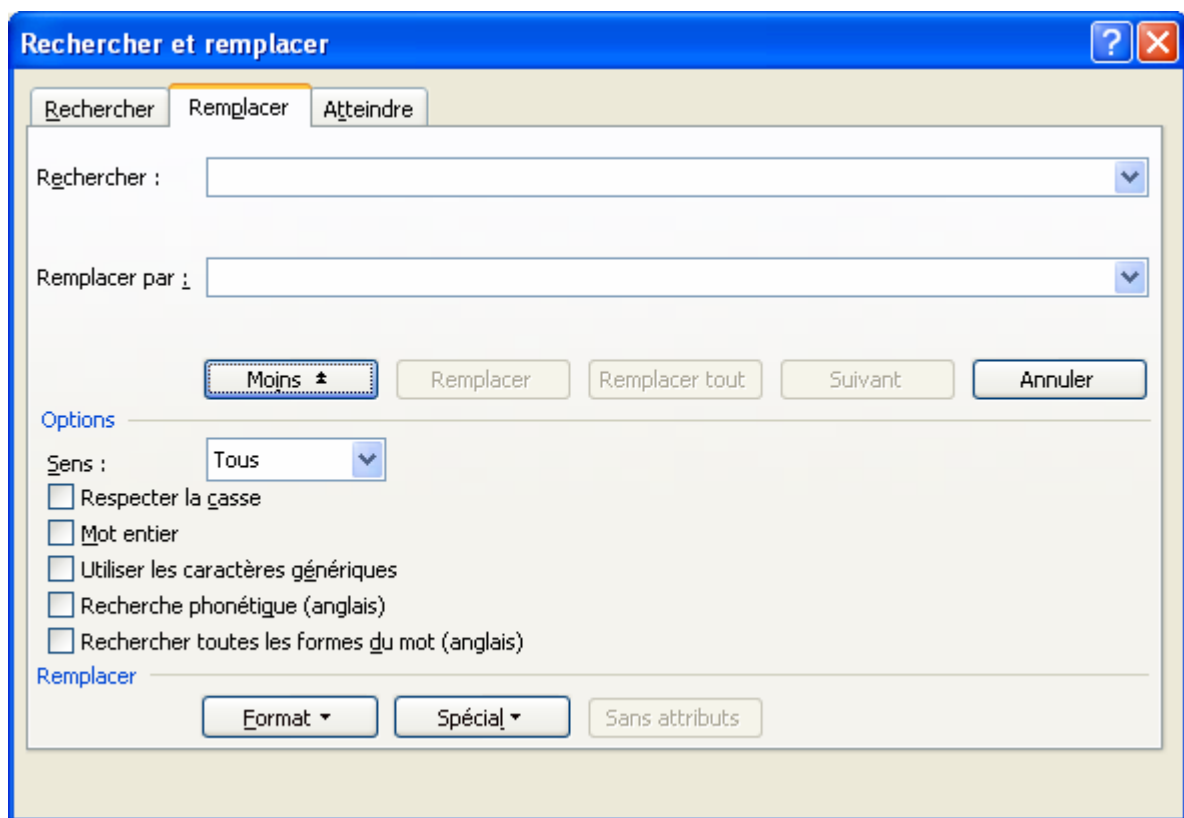 Rechercher et remplacer
Rechercher Remplacer Atteindre
Rechercher :
Remplacer par :
Moins Remplacer Remplacer tout Suivant Annuler
Options
Sens : Tous
Respecter la casse
Mot entier
Utiliser les caractères génériques
Recherche phonétique (anglais)
Rechercher toutes les formes du mot (anglais)
Remplacer
Format Spécial Sans attributs